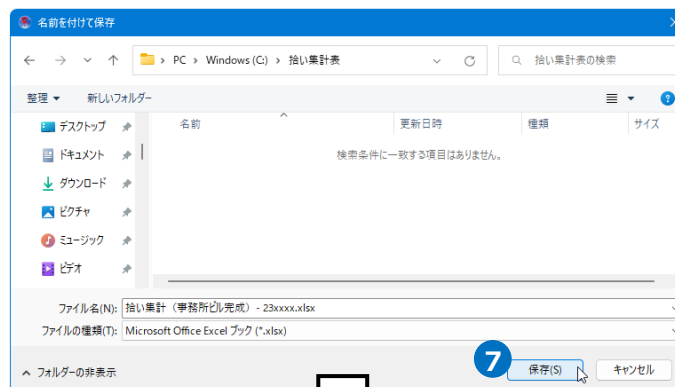 名前を付けて保存
PC › Windows (C:) › 拾い集計表
拾い集計表の検索
整理 新しいフォルダー
名前 更新日時 種類 サイズ
検索条件に一致する項目はありません。
デスクトップ
ドキュメント
ダウンロード
ピクチャ
ミュージック
ビデオ
ファイル名(N): 拾い集計（事務所ビル完成）- 23xxxx.xlsx
ファイルの種類(T): Microsoft Office Excel ブック (*.xlsx)
フォルダーの非表示
7 保存(S) キャンセル